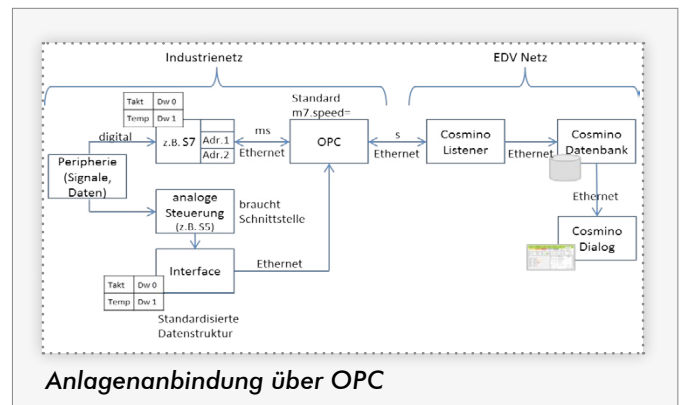 Industrienetz
EDV Netz
Takt Dw 0
Temp Dw 1
Standard
m7.speed=
digital
z.B. S7
Adr.1
Adr.2
ms
Ethernet
OPC
s
Ethernet
Cosmino
Listener
Ethernet
Cosmino
Datenbank
Peripherie
(Signale,
Daten)
analoge
Steuerung
(z.B. S5)
braucht
Schnittstelle
Ethernet
Cosmino
Dialog
Interface
Ethernet
Takt Dw 0
Temp Dw 1
Standardisierte
Datenstruktur
Anlagenanbindung über OPC